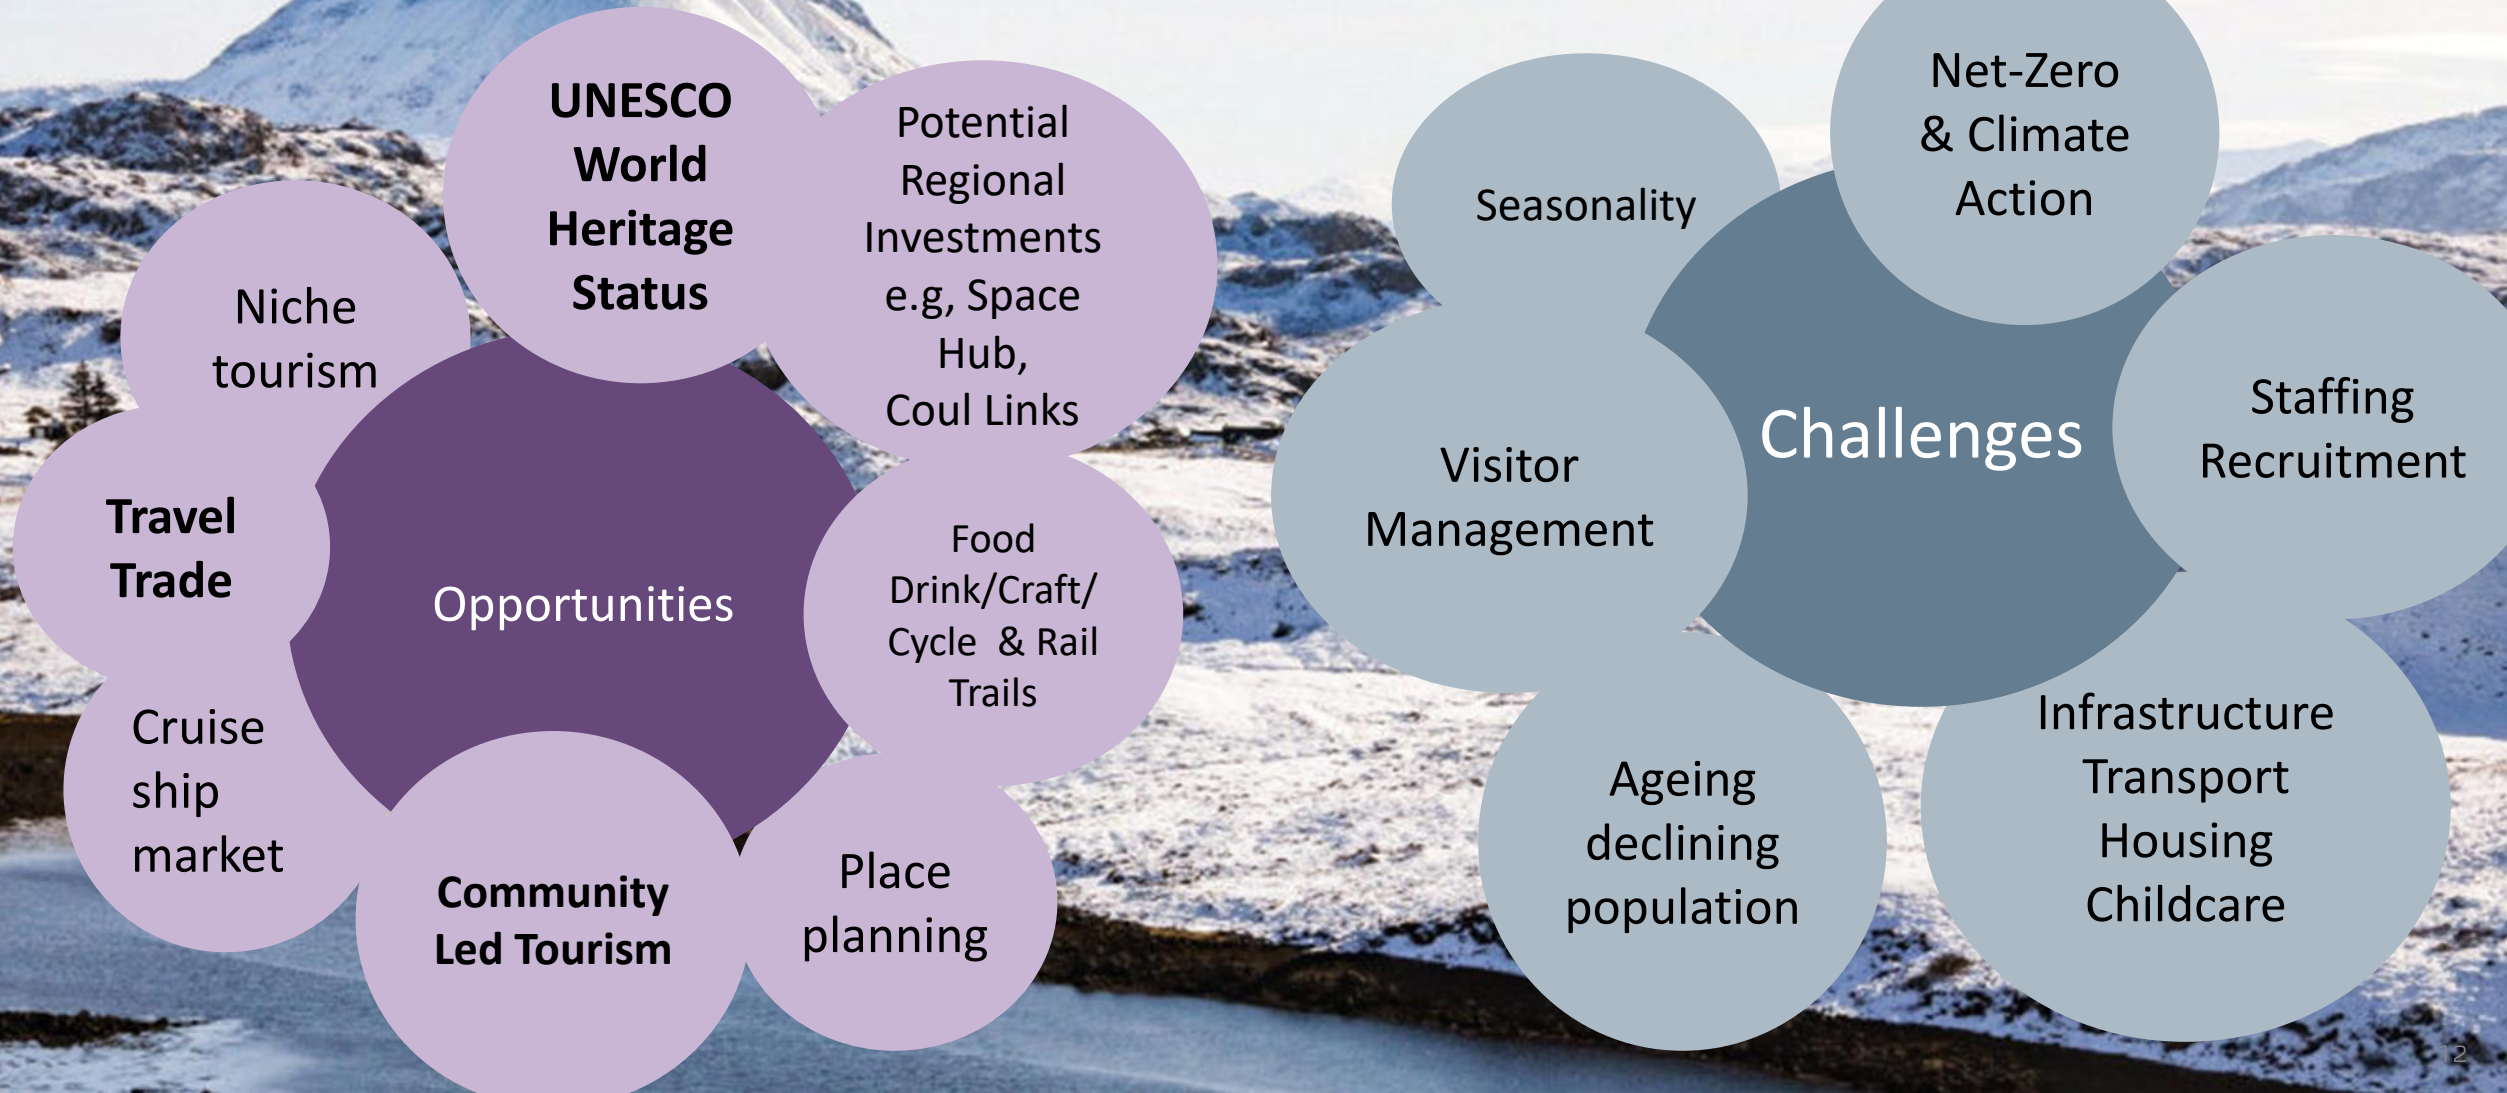 UNESCO
World
Heritage
Status
Potential
Regional
Investments
e.g, Space
Hub,
Coul Links
Niche
tourism
Travel
Trade
Opportunities
Food
Drink/Craft/
Cycle & Rail
Trails
Cruise
ship
market
Community
Led Tourism
Place
planning
Net-Zero
& Climate
Action
Seasonality
Challenges
Staffing
Recruitment
Visitor
Management
Ageing
declining
population
Infrastructure
Transport
Housing
Childcare
12